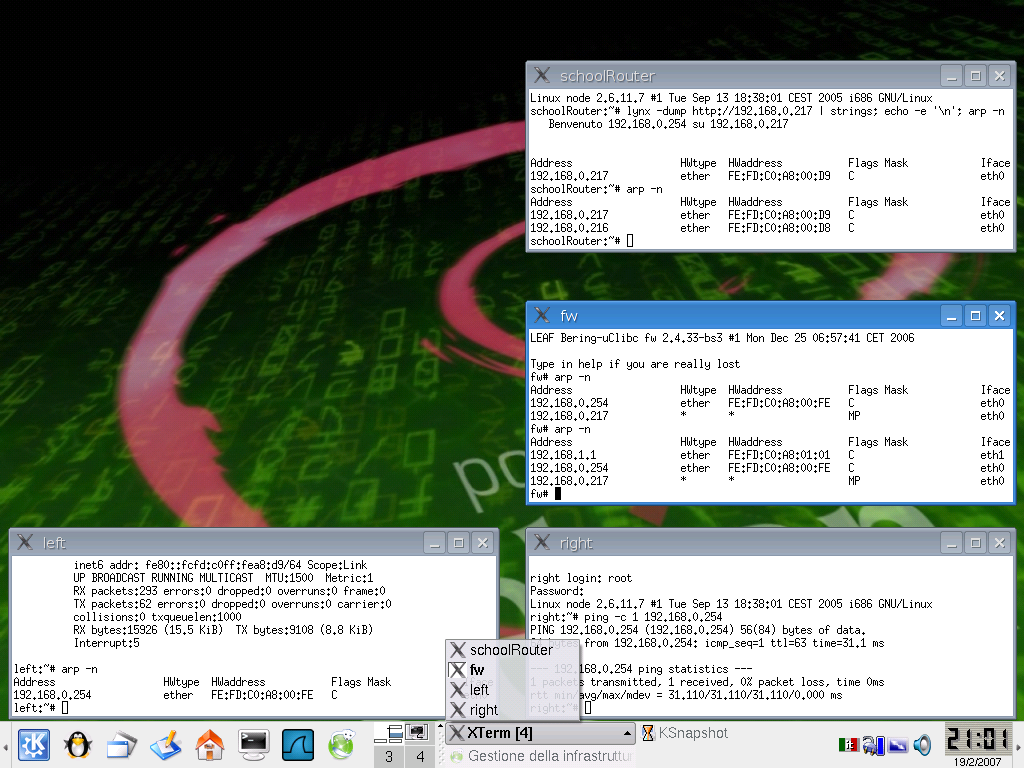 schoolRouter
Linux node 2.6.11.7 #1 Tue Sep 13 18:38:01 CEST 2005 i686 GNU/Linux
schoolRouter:~# lynx -dump http://192.168.0.217 | strings; echo -e '\n'; arp -n
Benvenuto 192.168.0.254 su 192.168.0.217
Address HWtype HWaddress Flags Mask Iface
192.168.0.217 ether FE:FD:C0:A8:00:D9 C eth0
schoolRouter:~# arp -n
Address HWtype HWaddress Flags Mask Iface
192.168.0.217 ether FE:FD:C0:A8:00:D9 C eth0
192.168.0.216 ether FE:FD:C0:A8:00:D8 C eth0
schoolRouter:~#
fw
LEAF Bering-uClibc fw 2.4.33-bs3 #1 Mon Dec 25 06:57:41 CET 2006
Type in help if you are really lost
fw# arp -n
Address HWtype HWaddress Flags Mask Iface
192.168.0.254 ether FE:FD:C0:A8:00:FE C eth0
192.168.0.217 * * MP eth0
fw# arp -n
Address HWtype HWaddress Flags Mask Iface
192.168.1.1 ether FE:FD:C0:A8:01:01 C eth1
192.168.0.254 ether FE:FD:C0:A8:00:FE C eth0
192.168.0.217 * * MP eth0
fw#
left
inet6 addr: fe80::fcfd:c0ff:fea8:d9/64 Scope:Link
UP BROADCAST RUNNING MULTICAST MTU:1500 Metric:1
RX packets:293 errors:0 dropped:0 overruns:0 frame:0
TX packets:62 errors:0 dropped:0 overruns:0 carrier:0
collisions:0 txqueuelen:1000
RX bytes:15926 (15.5 KiB) TX bytes:9108 (8.8 KiB)
Interrupt:5
left:~# arp -n
Address HWtype HWaddress Flags Mask
192.168.0.254 ether FE:FD:C0:A8:00:FE C
left:~#
right
right login: root
Password:
Linux node 2.6.11.7 #1 Tue Sep 13 18:38:01 CEST 2005 i686 GNU/Linux
right:~# ping -c 1 192.168.0.254
PING 192.168.0.254 (192.168.0.254) 56(84) bytes of data.
64 bytes from 192.168.0.254: icmp_seq=1 ttl=63 time=31.1 ms
--- 192.168.0.254 ping statistics ---
1 packets transmitted, 1 received, 0% packet loss, time 0ms
rtt min/avg/max/mdev = 31.110/31.110/31.110/0.000 ms
right:~#
schoolRouter
fw
left
right
XTerm [4]
KSnapshot
Gestione della infrastruttur
3 4
21:01
19/2/2007